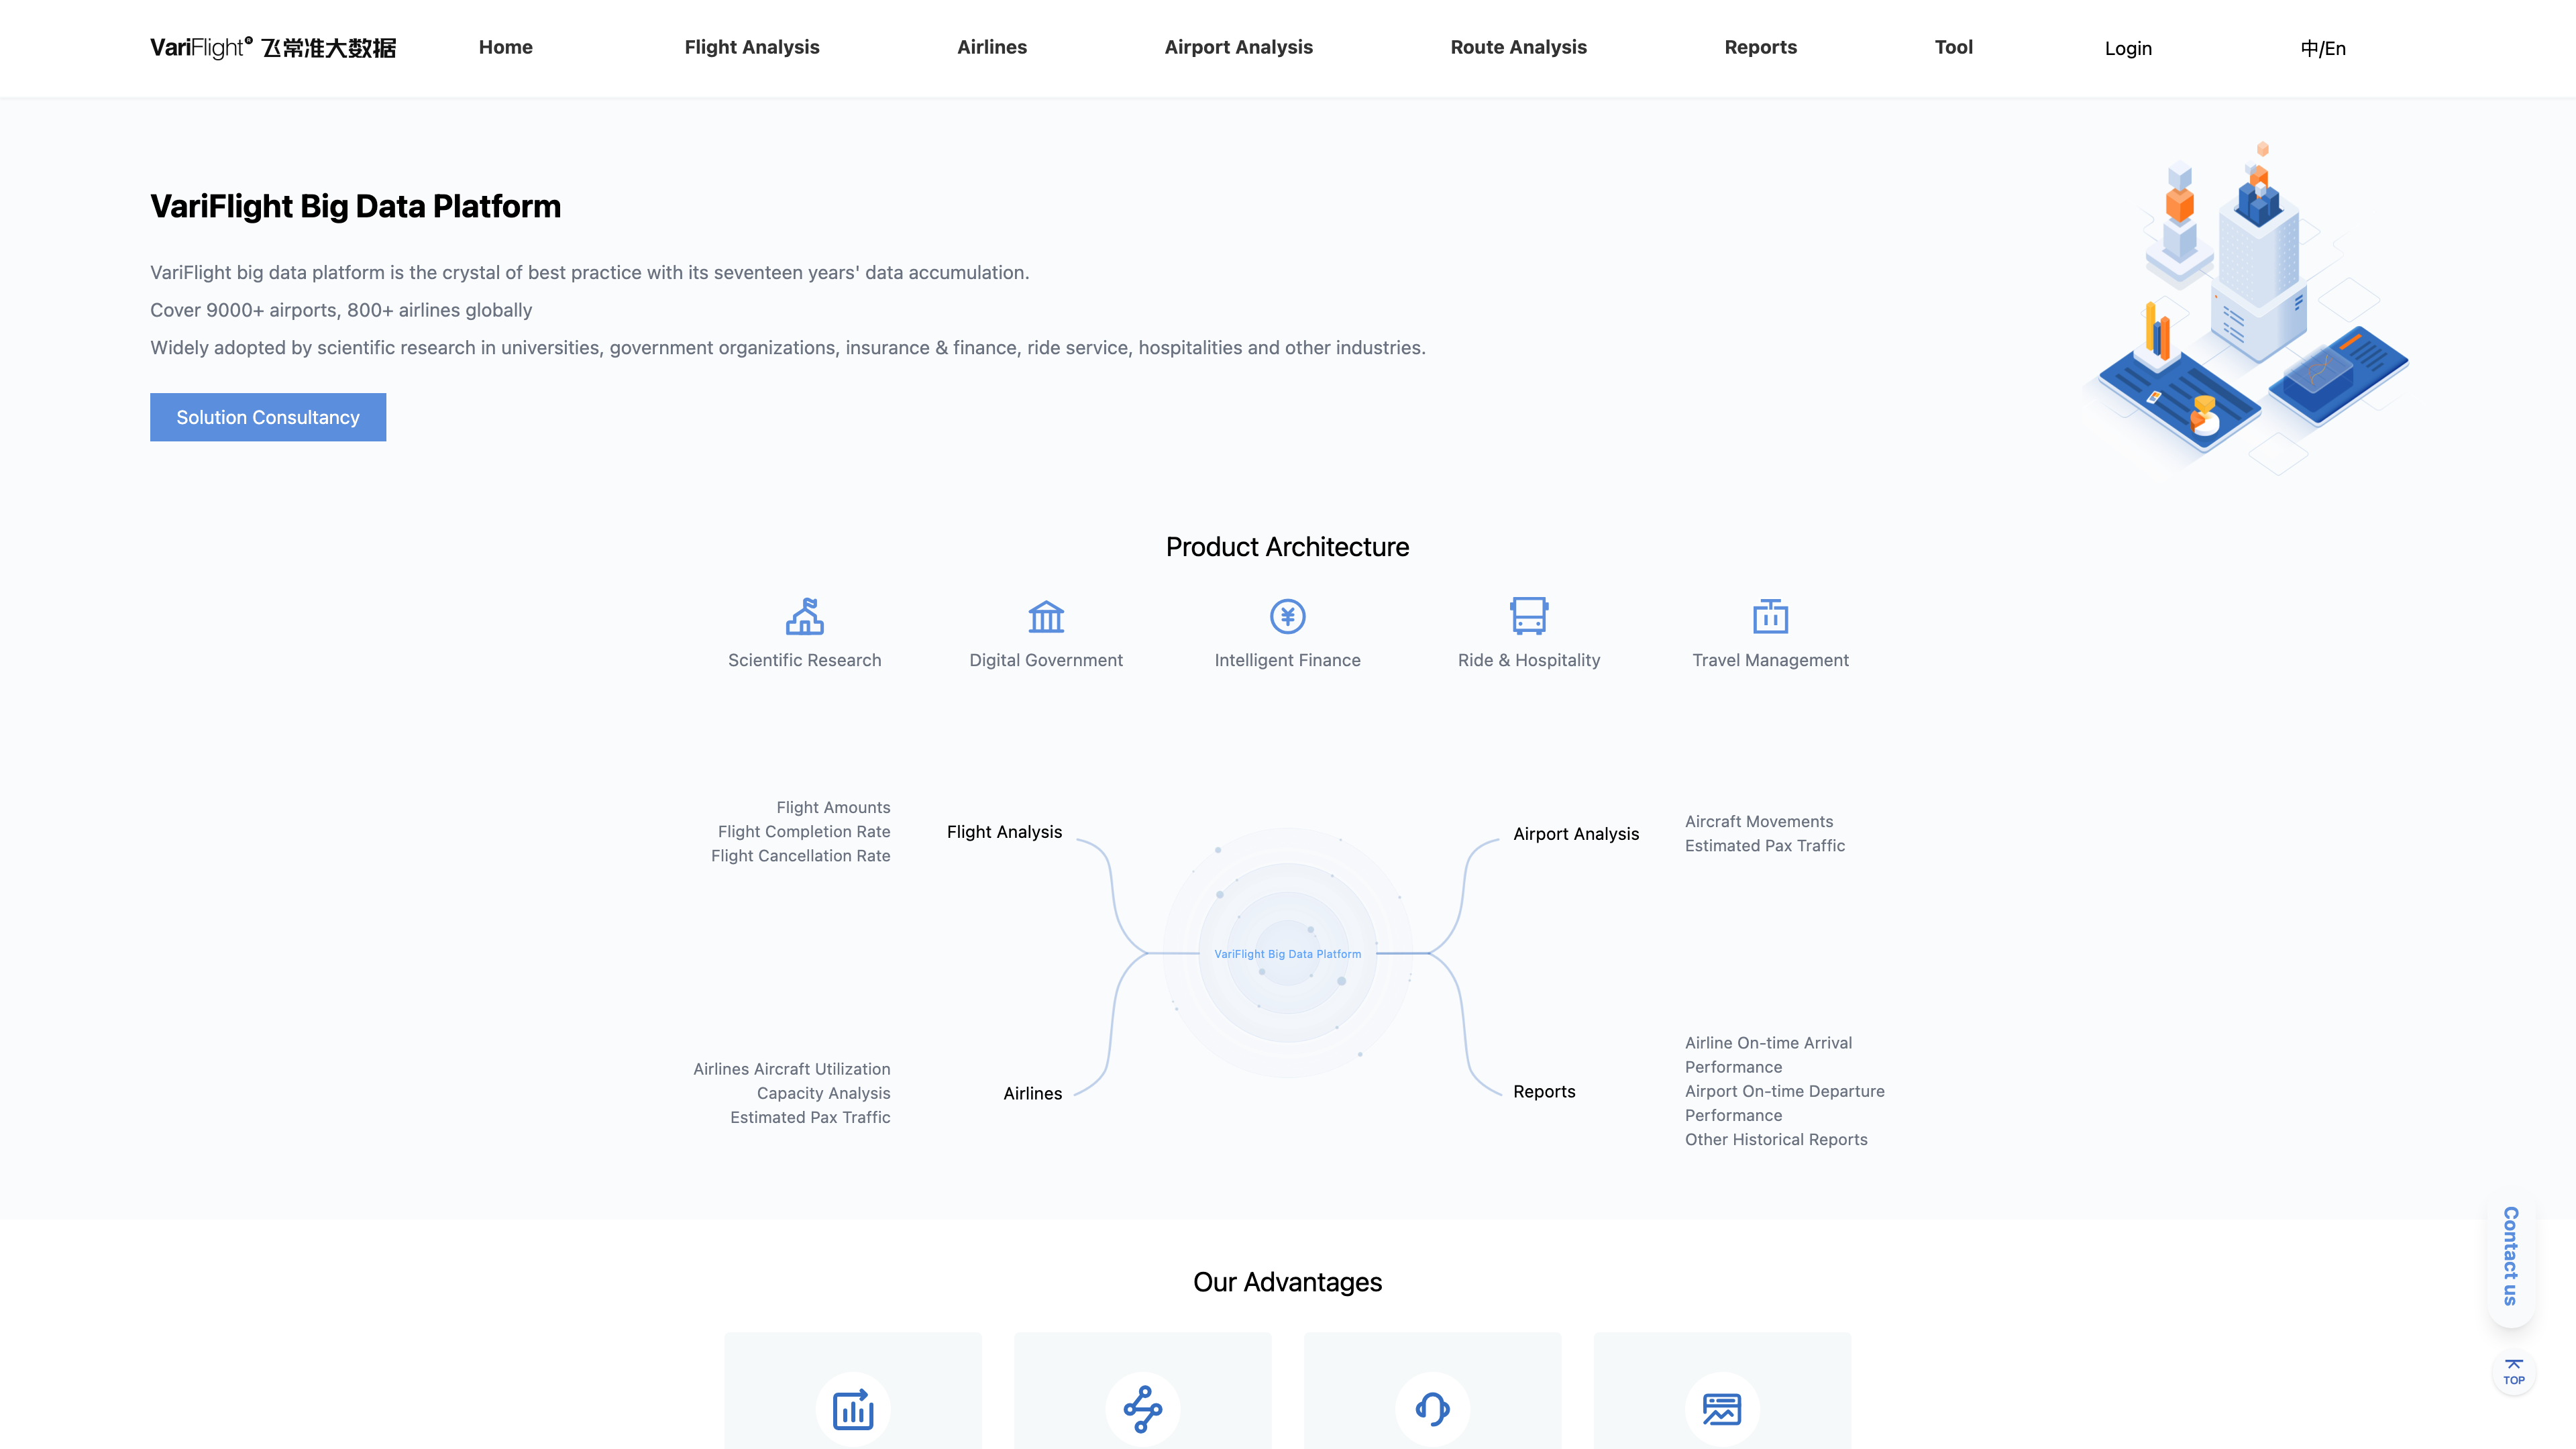 VariFlight® 飞常准大数据
Home
Flight Analysis
Airlines
Airport Analysis
Route Analysis
Reports
Tool
Login
中/En
VariFlight Big Data Platform
VariFlight big data platform is the crystal of best practice with its seventeen years' data accumulation.
Cover 9000+ airports, 800+ airlines globally
Widely adopted by scientific research in universities, government organizations, insurance & finance, ride service, hospitalities and other industries.
Solution Consultancy
Product Architecture
Scientific Research
Digital Government
Intelligent Finance
Ride & Hospitality
Travel Management
Flight Amounts
Flight Completion Rate
Flight Cancellation Rate
Flight Analysis
Airport Analysis
Aircraft Movements
Estimated Pax Traffic
VariFlight Big Data Platform
Airlines Aircraft Utilization
Capacity Analysis
Estimated Pax Traffic
Airlines
Reports
Airline On-time Arrival
Performance
Airport On-time Departure
Performance
Other Historical Reports
Contact us
TOP
Our Advantages